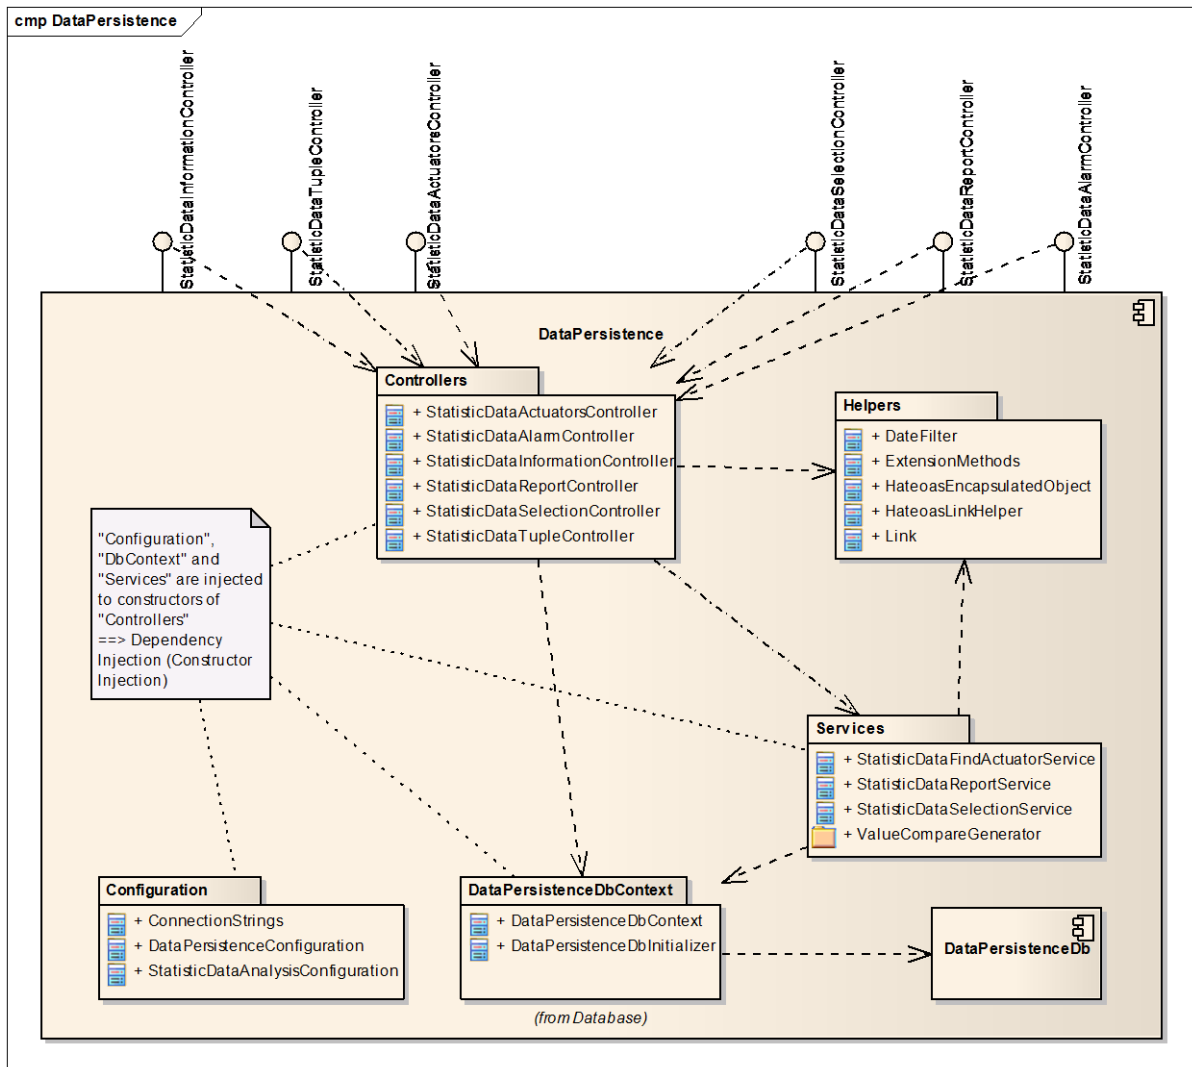 cmp DataPersistence
StatisticDataInformationController
StatisticDataTupleController
StatisticDataActuatorsController
StatisticDataSelectionController
StatisticDataReportController
StatisticDataAlarmController
DataPersistence
Controllers
+ StatisticDataActuatorsController
+ StatisticDataAlarmController
+ StatisticDataInformationController
+ StatisticDataReportController
+ StatisticDataSelectionController
+ StatisticDataTupleController
Helpers
+ DateFilter
+ ExtensionMethods
+ HateoasEncapsulatedObject
+ HateoasLinkHelper
+ Link
"Configuration",
"DbContext" and
"Services" are injected
to constructors of
"Controllers"
==> Dependency
Injection (Constructor
Injection)
Services
+ StatisticDataFindActuatorService
+ StatisticDataReportService
+ StatisticDataSelectionService
+ ValueCompareGenerator
Configuration
+ ConnectionStrings
+ DataPersistenceConfiguration
+ StatisticDataAnalysisConfiguration
DataPersistenceDbContext
+ DataPersistenceDbContext
+ DataPersistenceDbInitializer
(from Database)
DataPersistenceDb